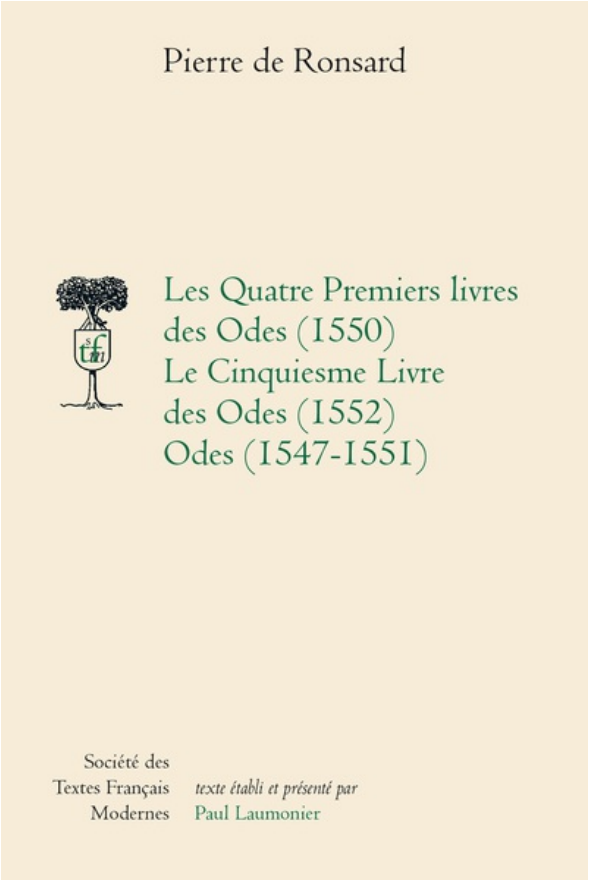 Pierre de Ronsard
Les Quatre Premiers livres
des Odes (1550)
Le Cinquiesme Livre
des Odes (1552)
Odes (1547-1551)
stfm
Société des
Textes Français
Modernes
texte établi et présenté par
Paul Laumonier